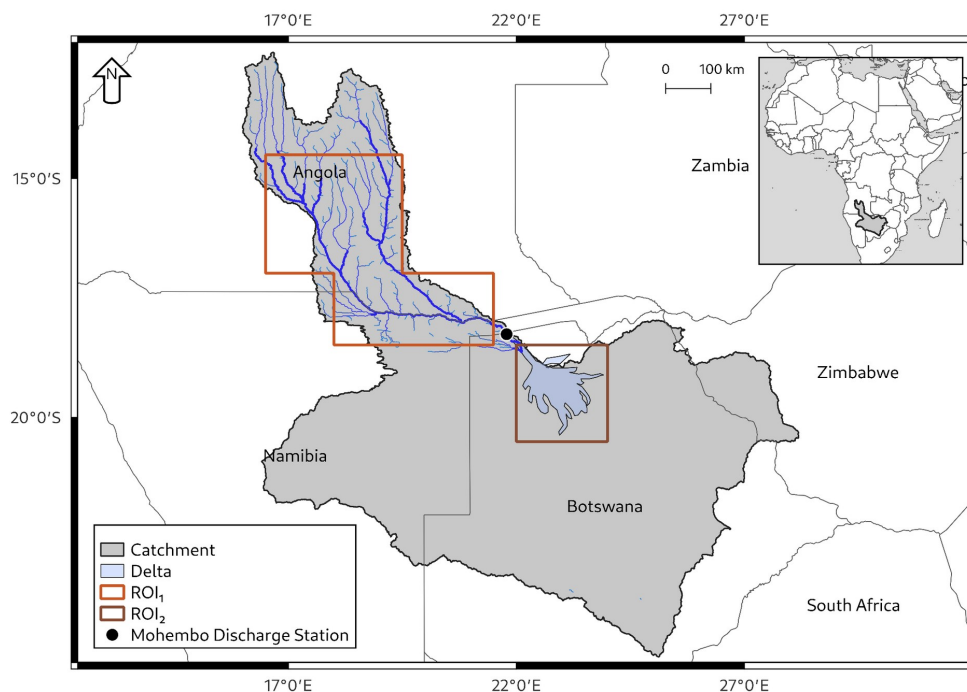 17°0′E 22°0′E 27°0′E
N
0 100 km
15°0′S
Angola
Zambia
Zimbabwe
20°0′S
Namibia
Botswana
Catchment
Delta
ROI₁
ROI₂
Mohembo Discharge Station
South Africa
17°0′E 22°0′E 27°0′E